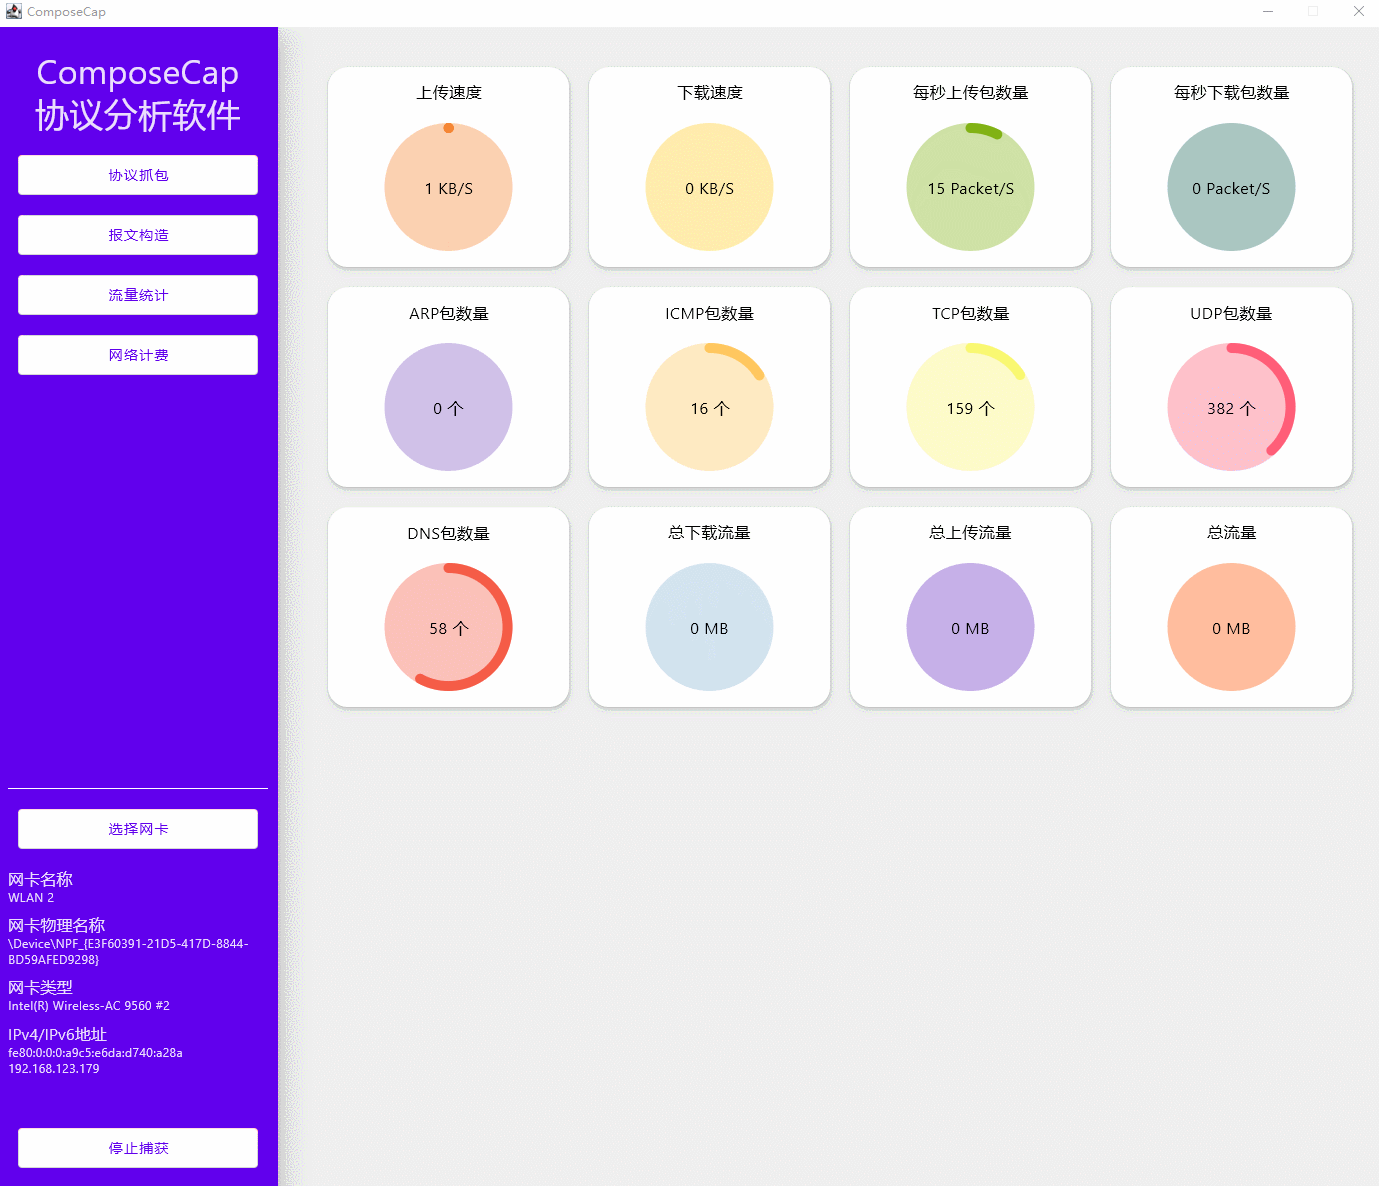 ComposeCap
ComposeCap
协议分析软件
协议抓包
报文构造
流量统计
网络计费
选择网卡
网卡名称
WLAN 2
网卡物理名称
\Device\NPF_{E3F60391-21D5-417D-8844-
BD59AFED9298}
网卡类型
Intel(R) Wireless-AC 9560 #2
IPv4/IPv6地址
fe80:0:0:0:a9c5:e6da:d740:a28a
192.168.123.179
停止捕获
上传速度
1 KB/S
下载速度
0 KB/S
每秒上传包数量
15 Packet/S
每秒下载包数量
0 Packet/S
ARP包数量
0 个
ICMP包数量
16 个
TCP包数量
159 个
UDP包数量
382 个
DNS包数量
58 个
总下载流量
0 MB
总上传流量
0 MB
总流量
0 MB